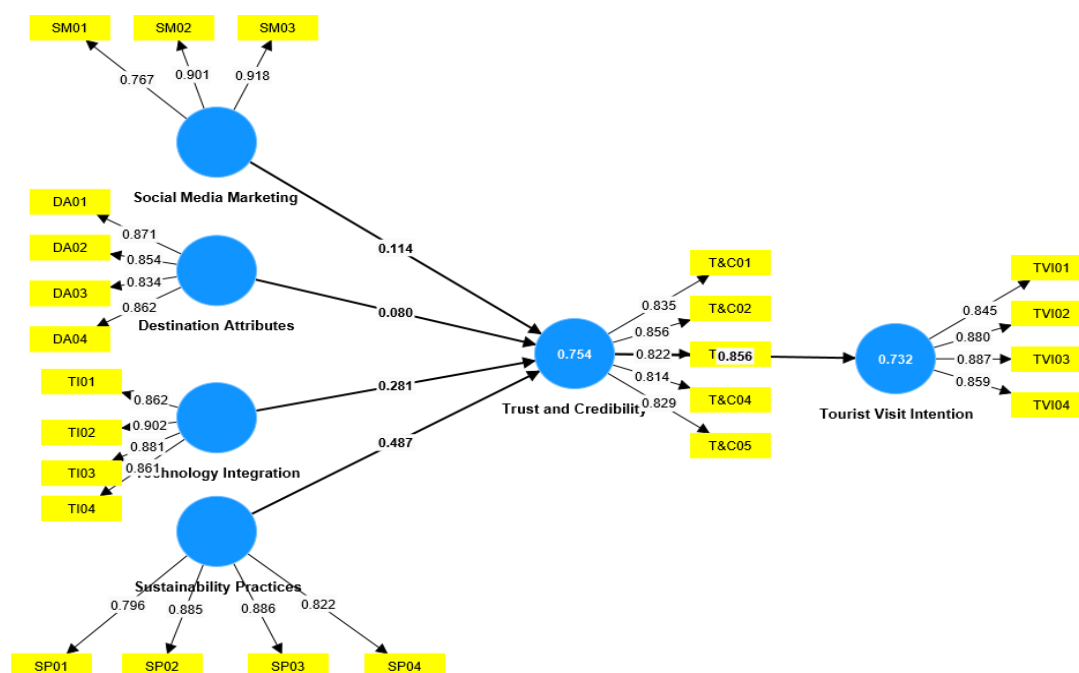 SM01
SM02
SM03
0.767
0.901
0.918
Social Media Marketing
DA01
DA02
DA03
DA04
0.871
0.854
0.834
0.862
Destination Attributes
TI01
TI02
TI03
TI04
0.862
0.902
0.881
0.861
Integration
Sustainability Practices
0.796
0.885
0.886
0.822
SP01
SP02
SP03
SP04
0.114
0.080
0.281
0.487
0.754
Trust and Credibility
0.835
0.856
0.822
0.814
0.829
T&C01
T&C02
T&C04
T&C05
0.856
0.732
Tourist Visit Intention
0.845
0.880
0.887
0.859
TVI01
TVI02
TVI03
TVI04